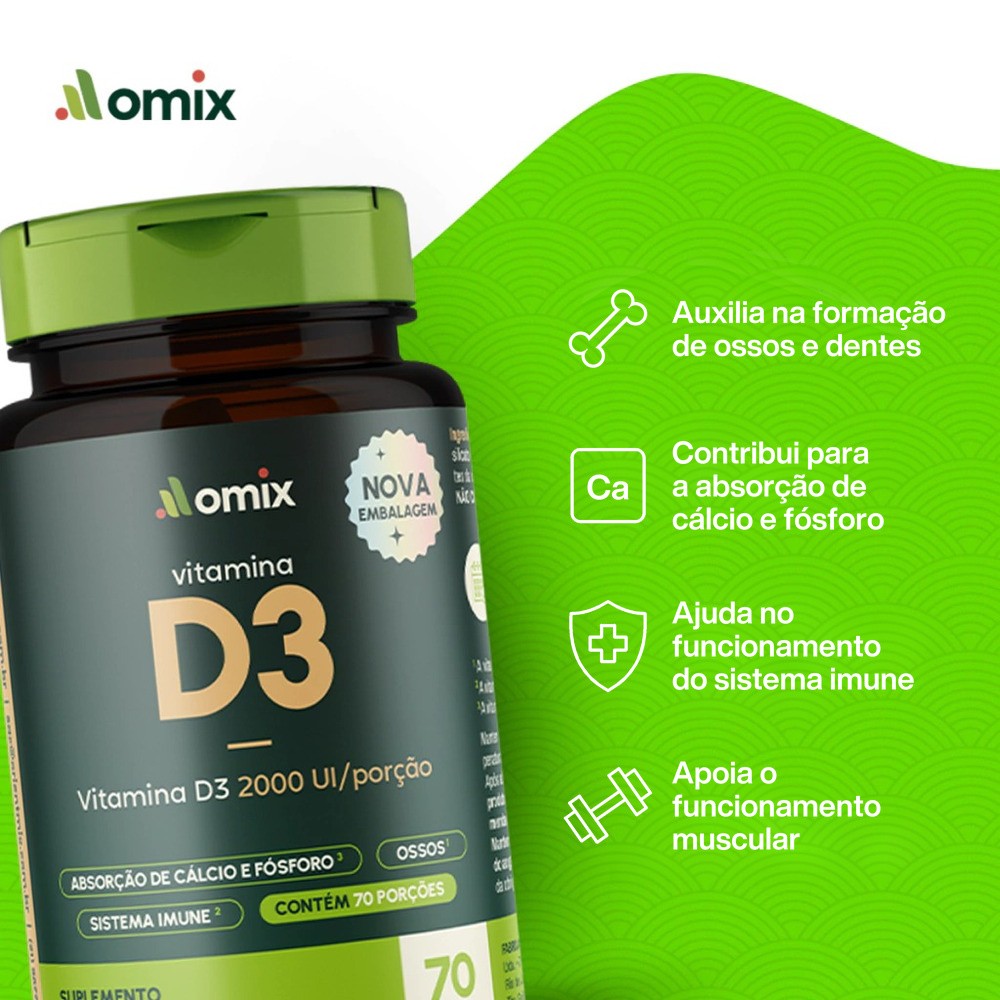 omix
Auxilia na formação
de ossos e dentes
Ca
Contribui para
a absorção de
cálcio e fósforo
Ajuda no
funcionamento
do sistema imune
Apoia o
funcionamento
muscular
omix
NOVA
EMBALAGEM
vitamina
D3
Vitamina D3 2000 UI/porção
ABSORÇÃO DE CÁLCIO E FÓSFORO ³
OSSOS¹
SISTEMA IMUNE ²
CONTÉM 70 PORÇÕES
SUPLEMENTO
70